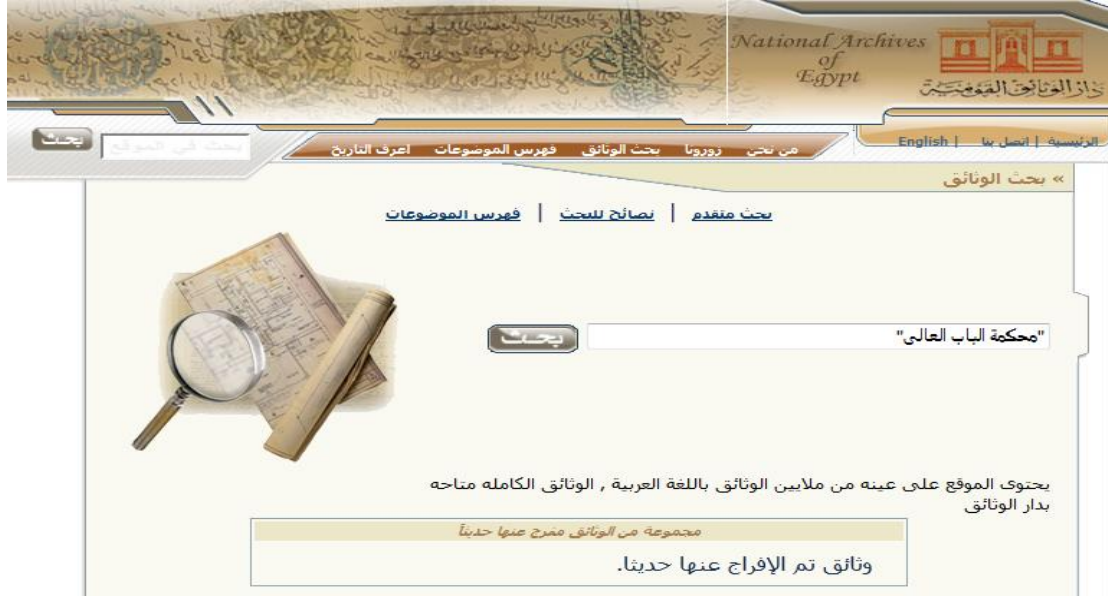 National Archives
of
Egypt
دار الوثائق القومية
الرئيسية | اتصل بنا | English
من نحن زورونا بحث الوثائق فهرس الموضوعات اعرف التاريخ
بحث في الموقع بحث
» بحث الوثائق
بحث متقدم | نصائح للبحث | فهرس الموضوعات
"محكمة الباب العالى" بحث
يحتوى الموقع على عينه من ملايين الوثائق باللغة العربية , الوثائق الكامله متاحه
بدار الوثائق
مجموعة من الوثائق مفرج عنها حديثاً
وثائق تم الإفراج عنها حديثا.